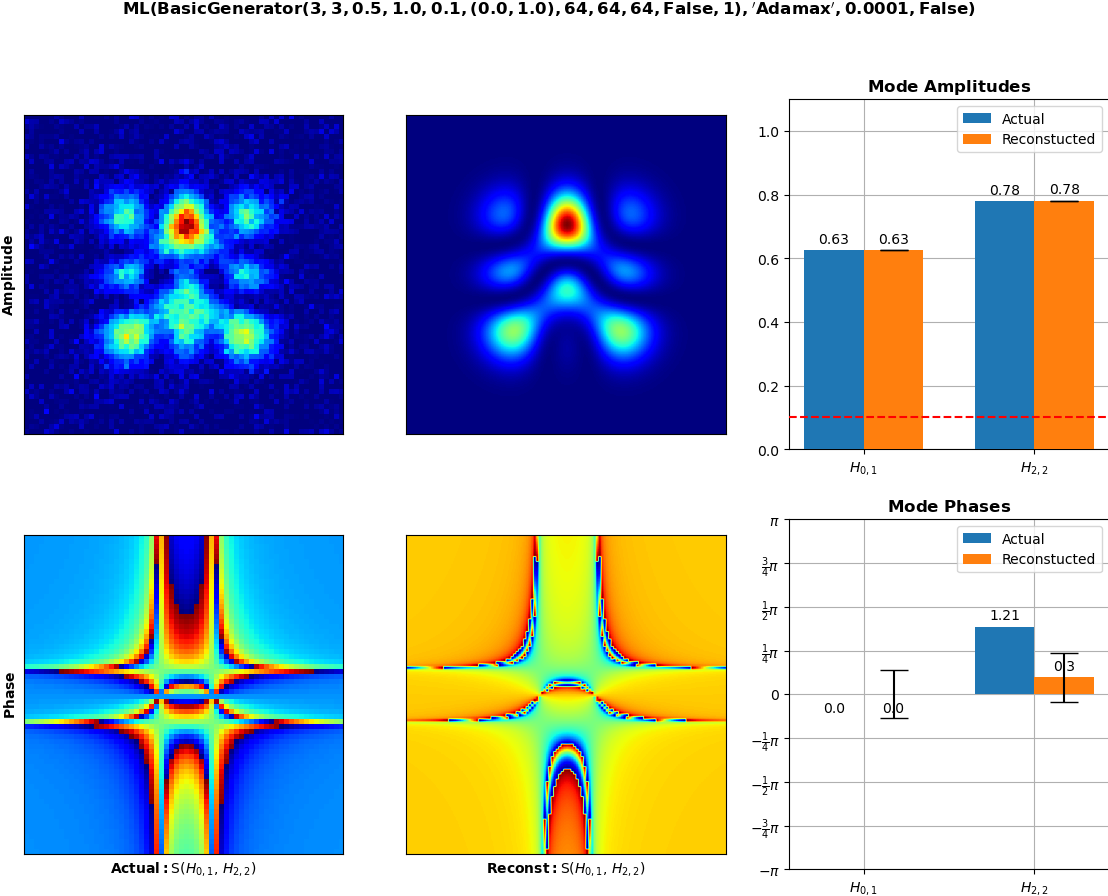 ML(BasicGenerator(3, 3, 0.5, 1.0, 0.1, (0.0, 1.0), 64, 64, 64, False, 1), ′Adamax′, 0.0001, False)
Amplitude
Mode Amplitudes
Actual
Reconstucted
1.0
0.8
0.6
0.4
0.2
0.0
0.63
0.63
0.78
0.78
H0, 1
H2, 2
Phase
Actual: S(H0, 1, H2, 2)
Reconst: S(H0, 1, H2, 2)
Mode Phases
Actual
Reconstucted
π
3/4π
1/2π
1/4π
0
−1/4π
−1/2π
−3/4π
−π
0.0
0.0
1.21
0.3
H0, 1
H2, 2